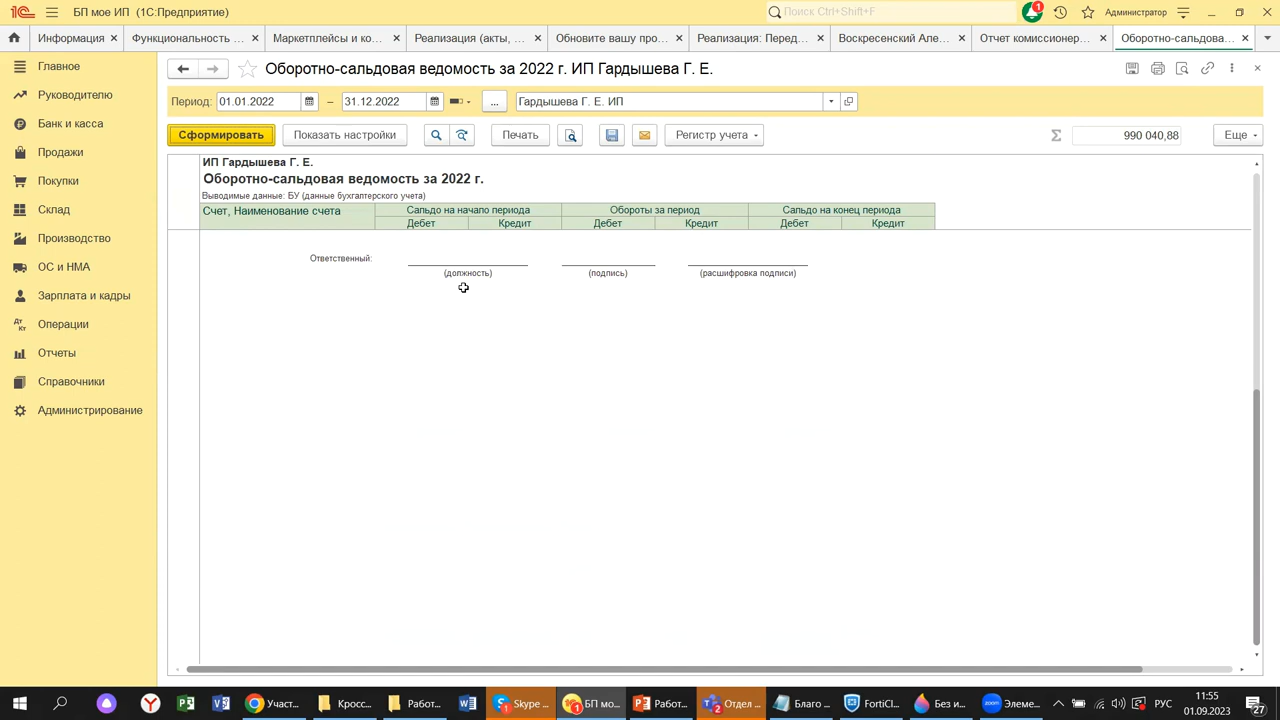 БП мое ИП (1С:Предприятие)
Поиск Ctrl+Shift+F
1
Администратор
Информация
Функциональность ...
Маркетплейсы и ко...
Реализация (акты, ...
Обновите вашу про...
Реализация: Перед...
Воскресенский Але...
Отчет комиссионер...
Оборотно-сальдова...
Главное
Руководителю
Банк и касса
Продажи
Покупки
Склад
Производство
ОС и НМА
Зарплата и кадры
Операции
Отчеты
Справочники
Администрирование
Оборотно-сальдовая ведомость за 2022 г. ИП Гардышева Г. Е.
Период: 01.01.2022 – 31.12.2022 ... Гардышева Г. Е. ИП
Сформировать Показать настройки Печать Регистр учета 990 040,88 Еще
ИП Гардышева Г. Е.
Оборотно-сальдовая ведомость за 2022 г.
Выводимые данные: БУ (данные бухгалтерского учета)
Счет, Наименование счета Сальдо на начало периода Обороты за период Сальдо на конец периода
Дебет Кредит Дебет Кредит Дебет Кредит
Ответственный:
(должность) (подпись) (расшифровка подписи)
Участ...
Кросс...
Работ...
Skype ...
БП мо...
Работ...
Отдел ...
Благо ...
FortiCl...
Без и...
Элеме...
РУС
11:55
01.09.2023
27